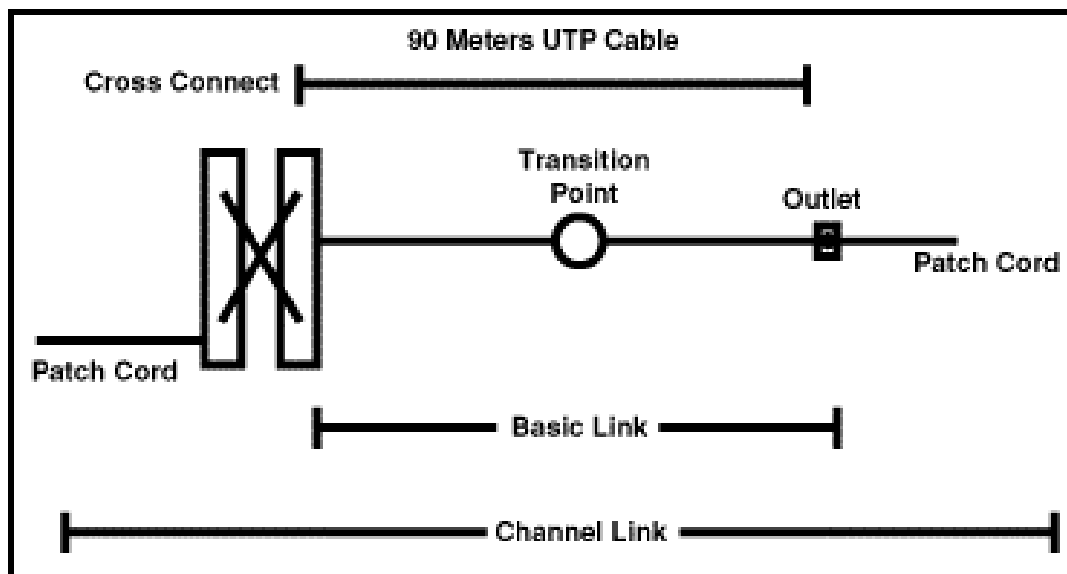 90 Meters UTP Cable
Cross Connect
Transition
Point
Outlet
Patch Cord
Patch Cord
Basic Link
Channel Link